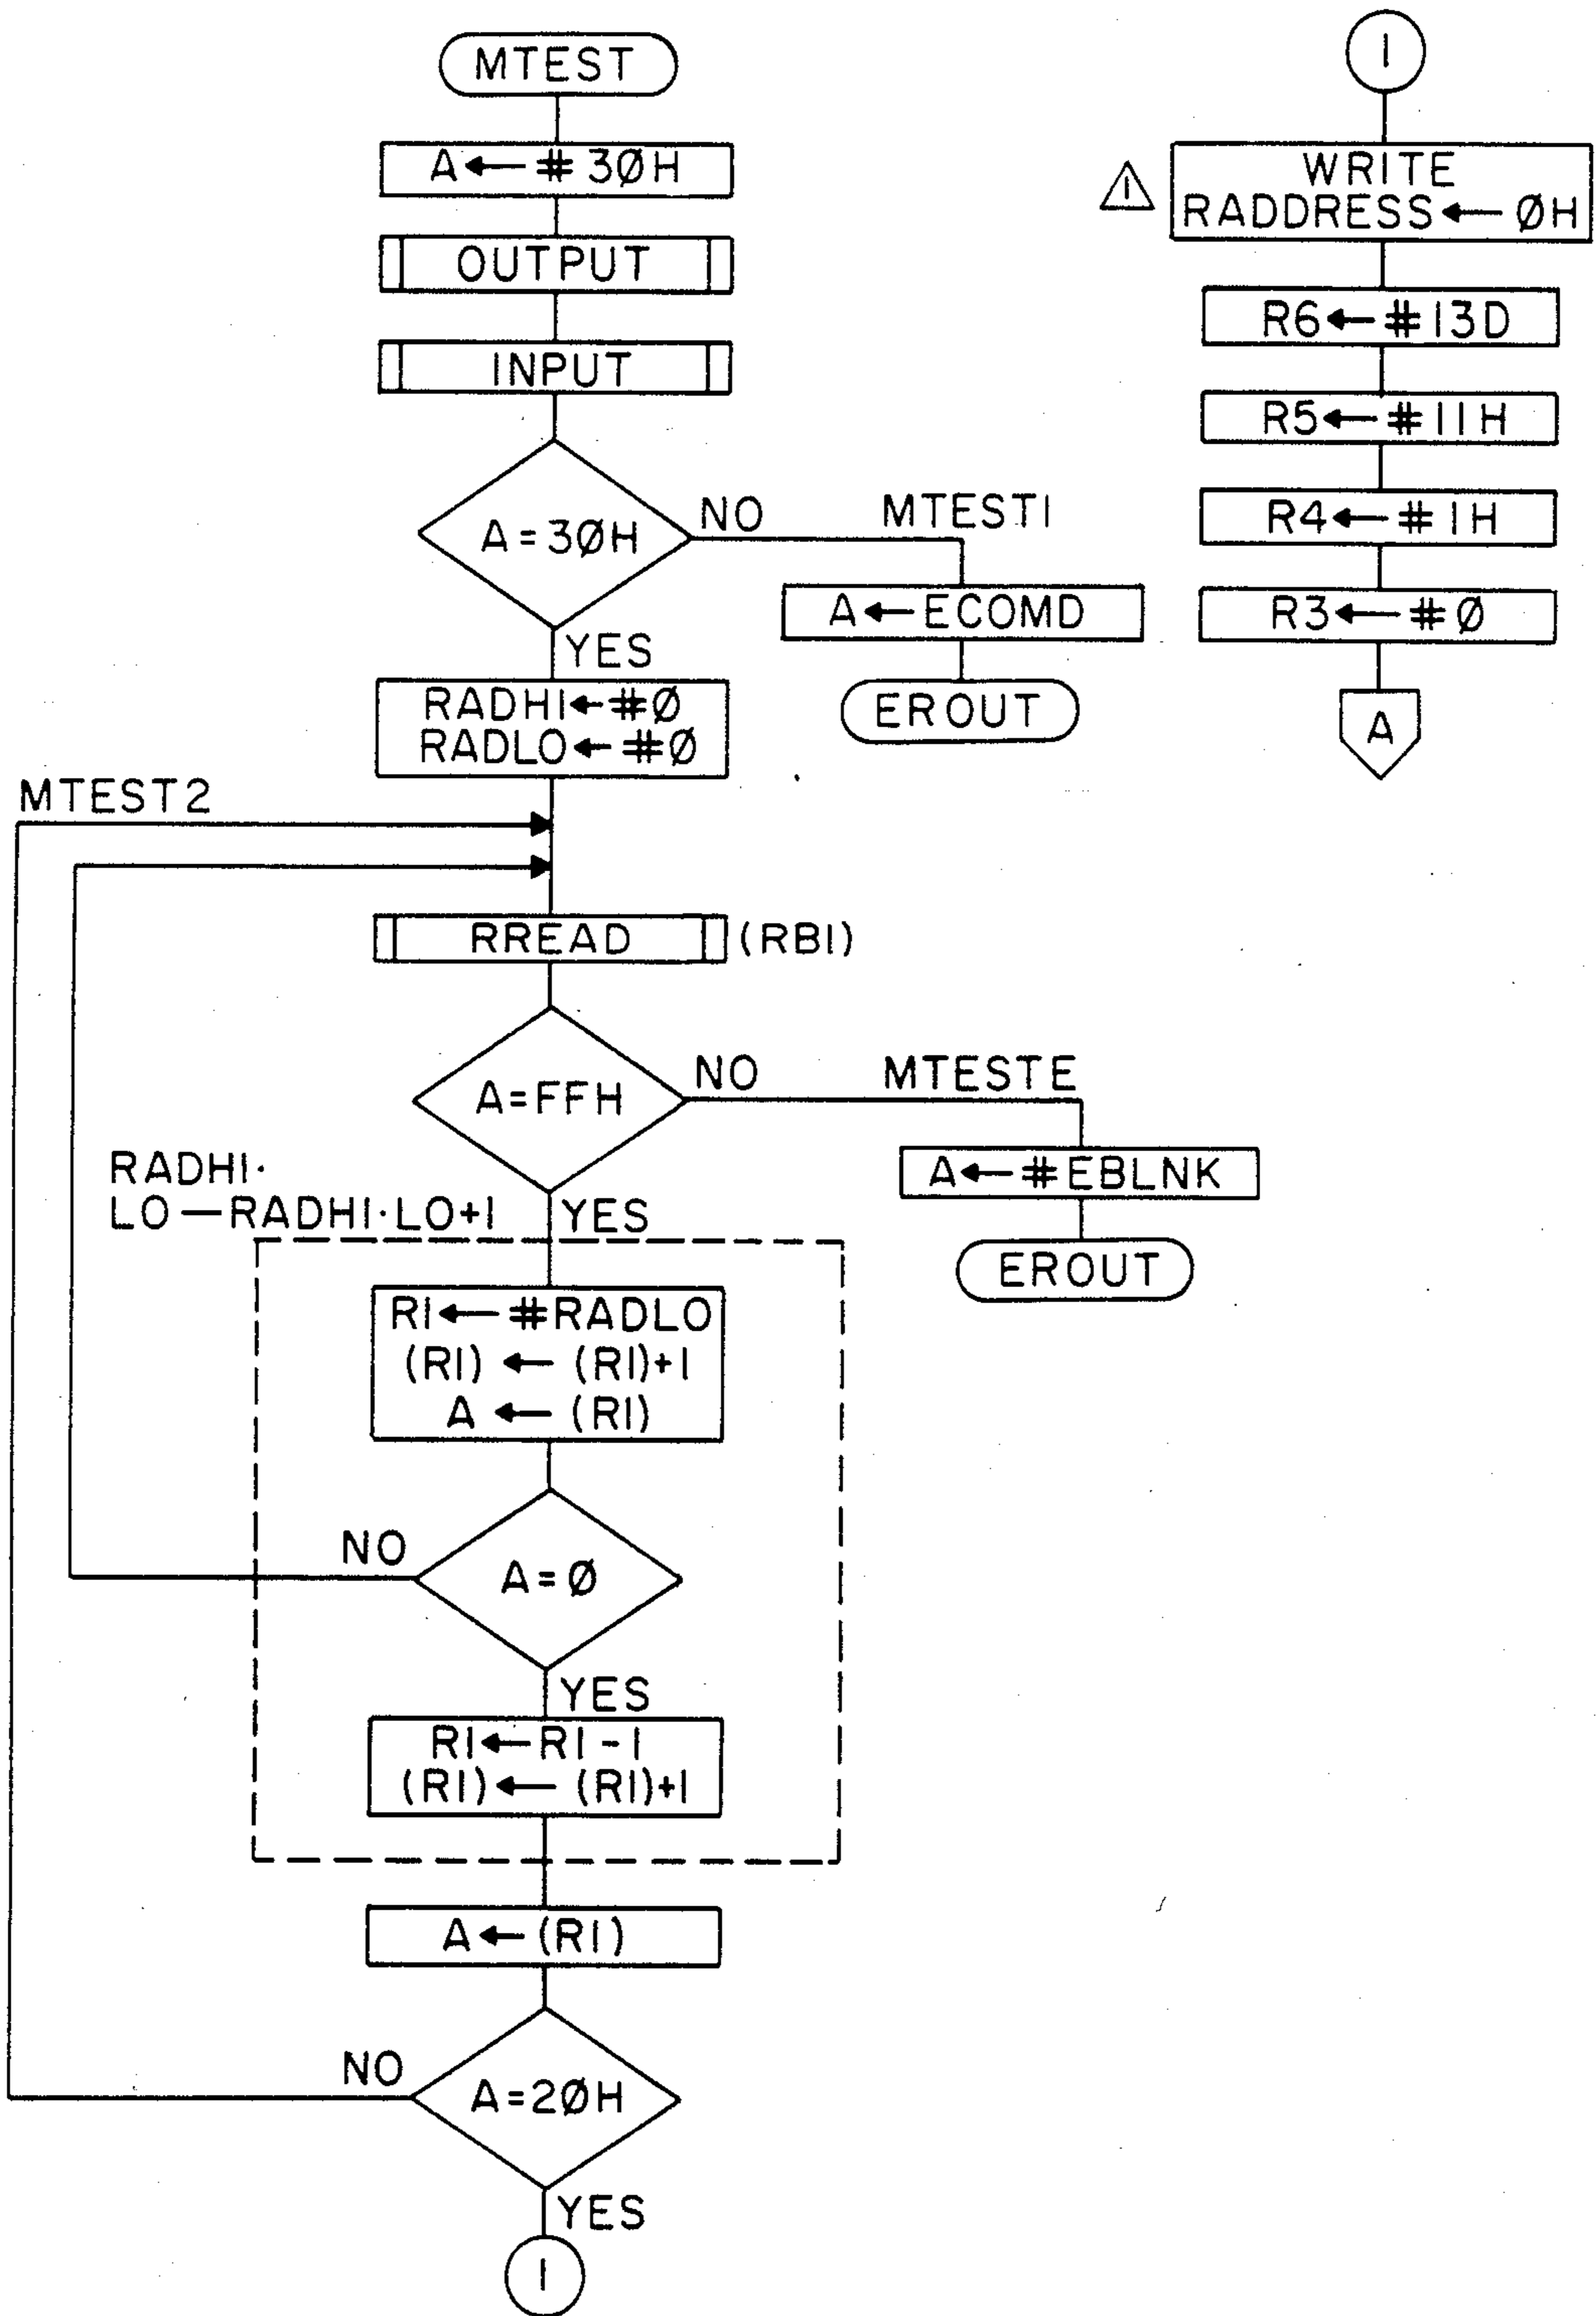 MTEST
A ← # 3ØH
OUTPUT
INPUT
A = 3ØH
NO
MTEST1
A ← ECOMD
EROUT
YES
RADHI ← #Ø
RADLO ← #Ø
MTEST2
RREAD
(RB1)
A = FFH
NO
MTESTE
A ← # EBLNK
EROUT
RADHI·
LO — RADHI·LO+1
YES
R1 ← #RADLO
(R1) ← (R1)+1
A ← (R1)
NO
A = Ø
YES
R1 ← R1 - 1
(R1) ← (R1)+1
A ← (R1)
NO
A = 2ØH
YES
1
1
1
WRITE
RADDRESS ← ØH
R6 ← # 13D
R5 ← # 11H
R4 ← # 1H
R3 ← # Ø
A